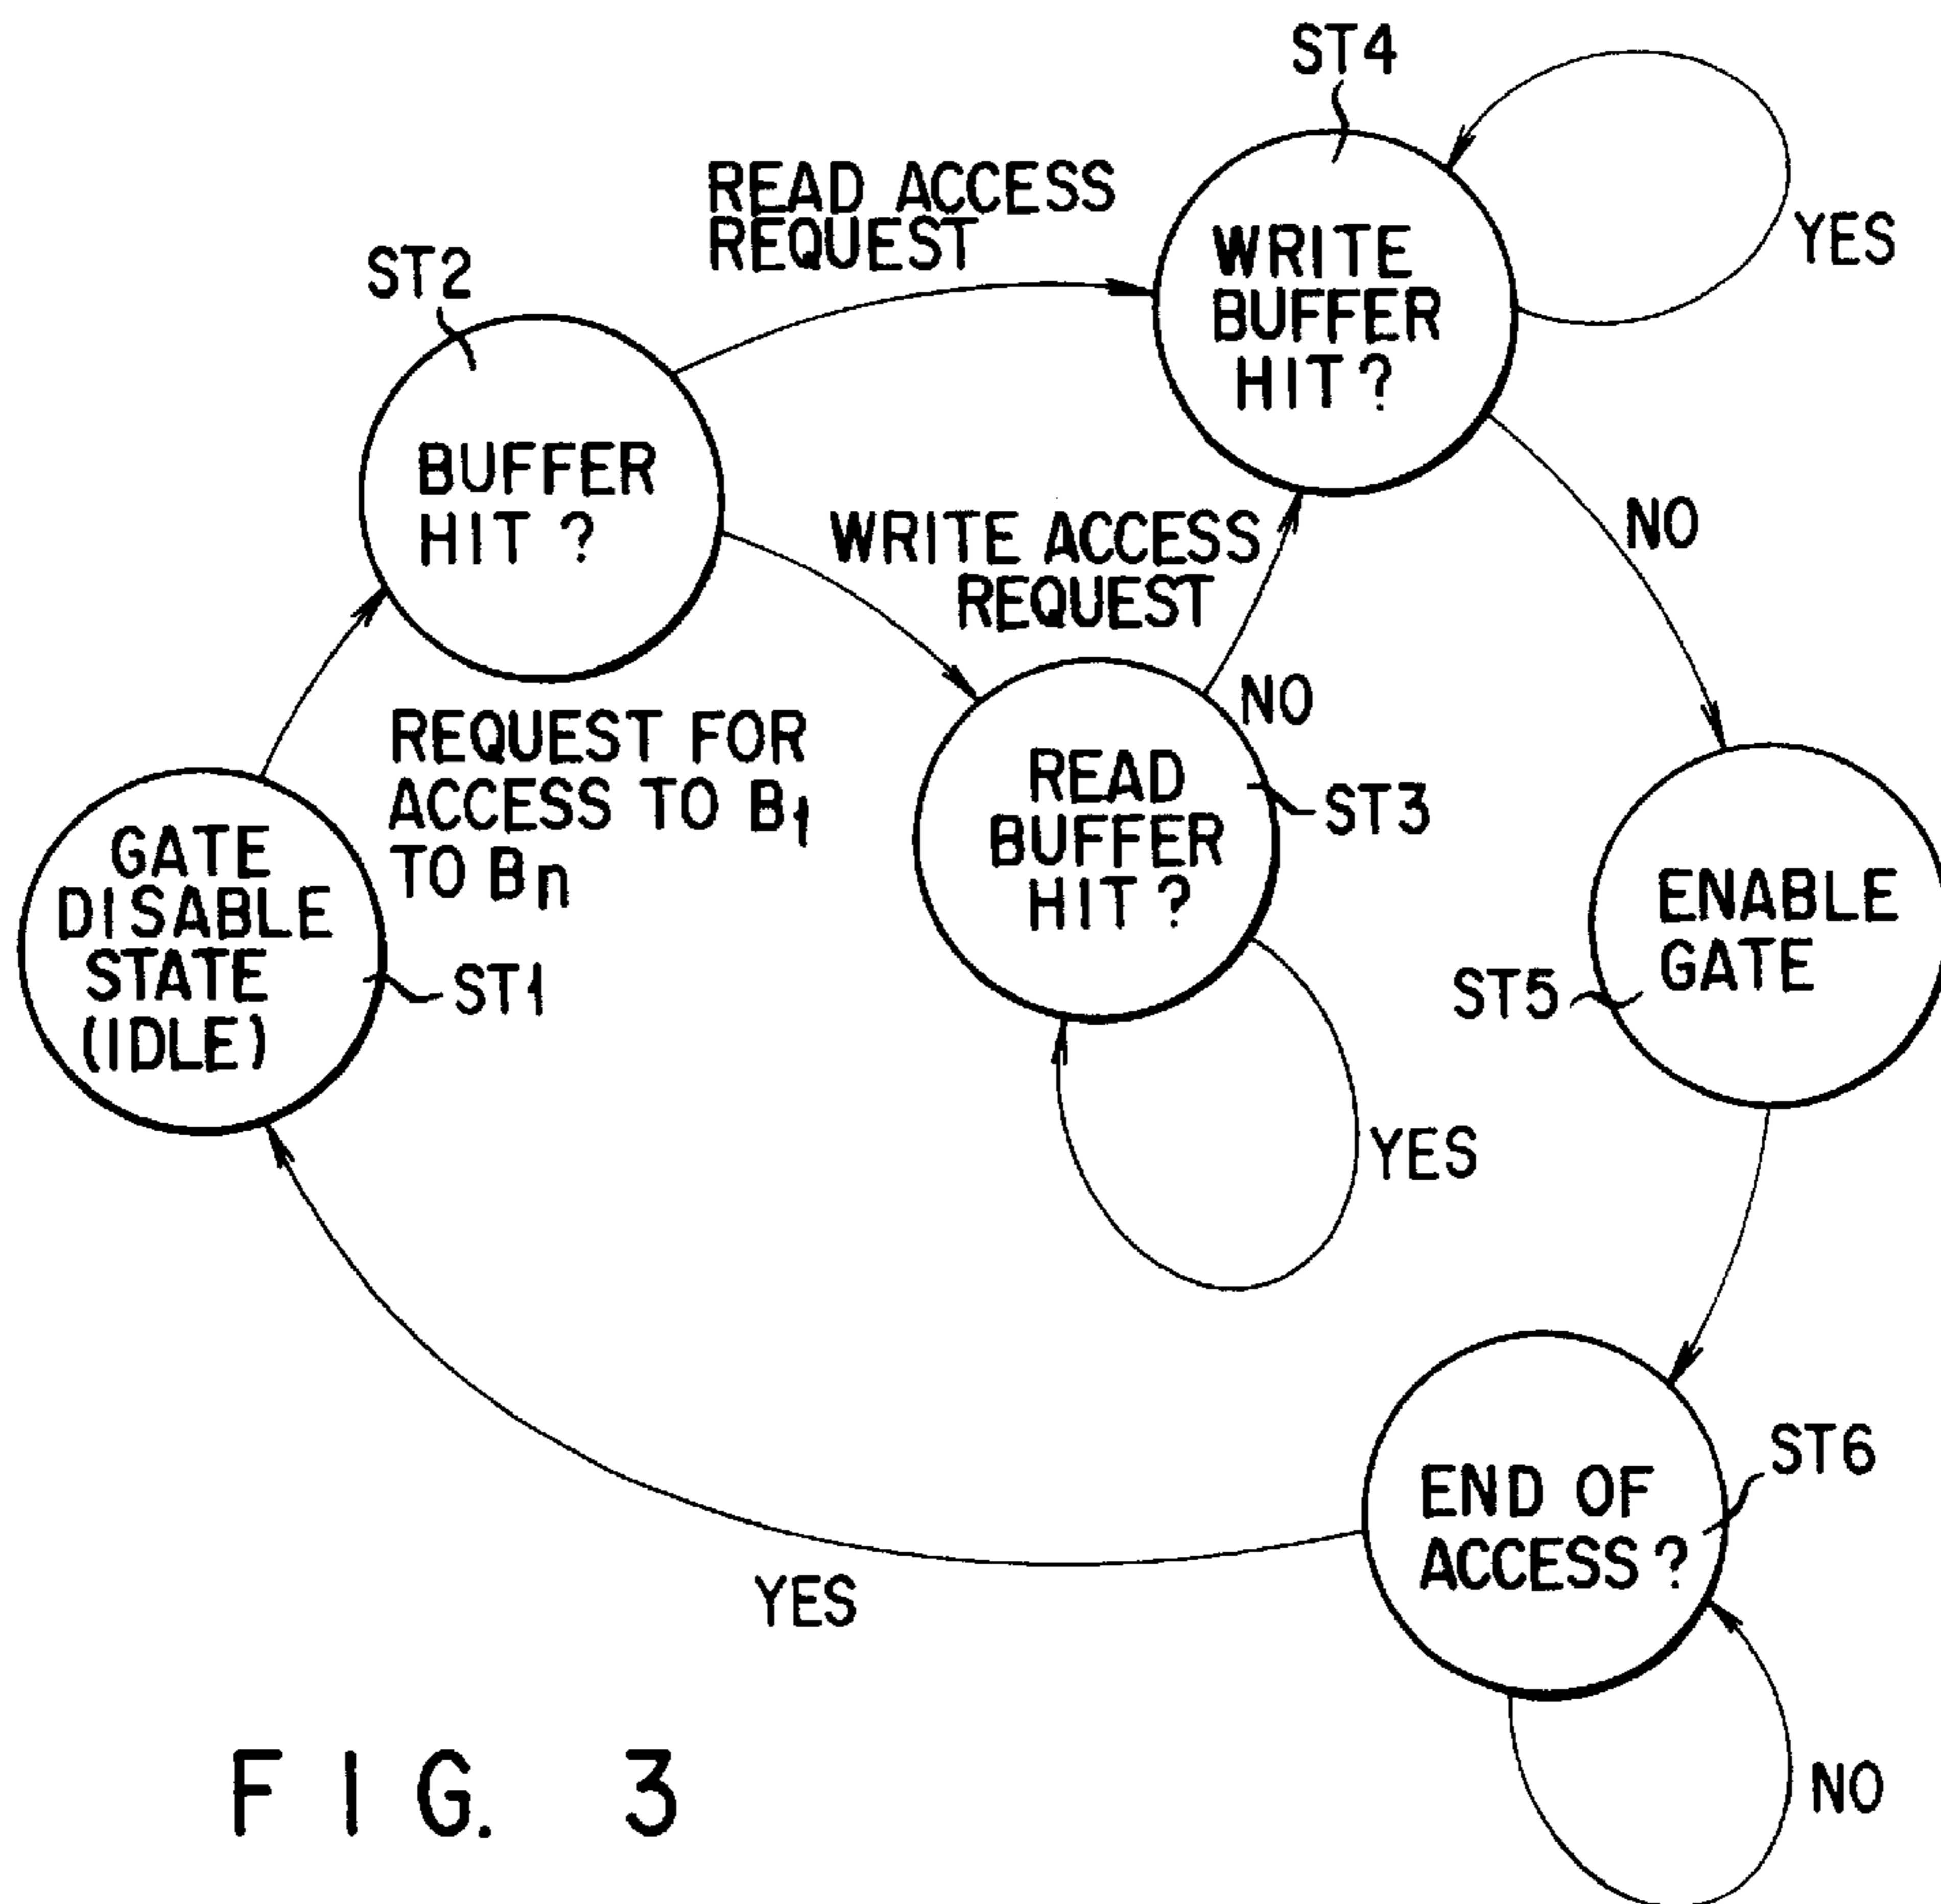 ST4
READ ACCESS
REQUEST
WRITE
BUFFER
HIT ?
YES
ST2
BUFFER
HIT ?
WRITE ACCESS
REQUEST
NO
NO
REQUEST FOR
ACCESS TO B1
TO Bn
READ
BUFFER
HIT ?
ST3
GATE
DISABLE
STATE
(IDLE)
ST1
ENABLE
GATE
ST5
YES
END OF
ACCESS ?
ST6
YES
NO
FIG. 3